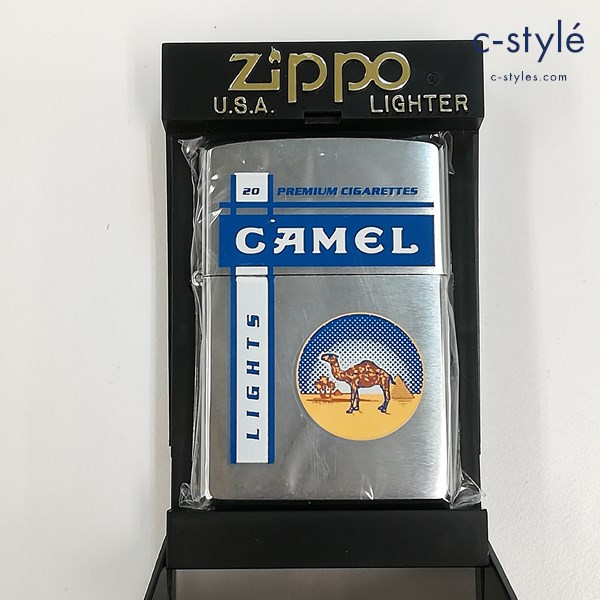 c-stylé
c-styles.com
Zippo
U.S.A. LIGHTER
20 PREMIUM CIGARETTES
CAMEL
LIGHTS